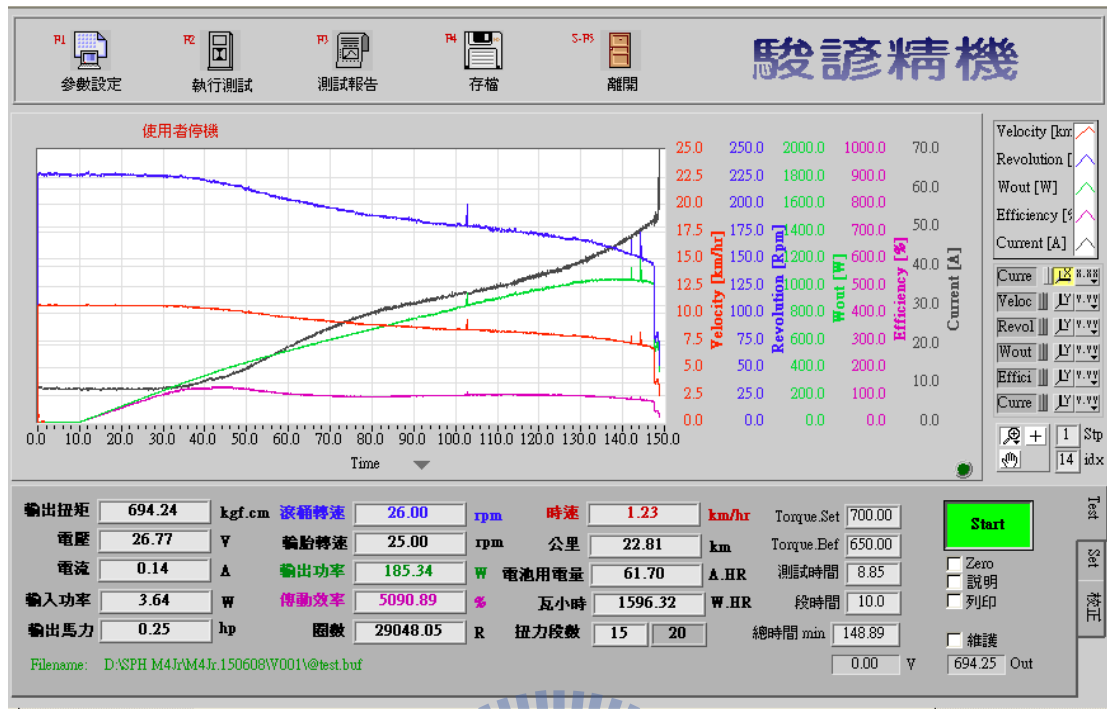 F1 F2 F3 F4 S-F5
參數設定 執行測試 測試報告 存檔 離開
駿諺精機
使用者停機
25.0 250.0 2000.0 1000.0 70.0
22.5 225.0 1800.0 900.0
20.0 200.0 1600.0 800.0 60.0
17.5 175.0 1400.0 700.0 50.0
15.0 150.0 1200.0 600.0 40.0
12.5 125.0 1000.0 500.0
10.0 100.0 800.0 400.0 30.0
7.5 75.0 600.0 300.0 20.0
5.0 50.0 400.0 200.0
2.5 25.0 200.0 100.0 10.0
0.0 0.0 0.0 0.0 0.0
Velocity [km/hr]
Revolution [Rpm]
Wout [W]
Efficiency [%]
Current [A]
0.0 10.0 20.0 30.0 40.0 50.0 60.0 70.0 80.0 90.0 100.0 110.0 120.0 130.0 140.0 150.0
Time
Velocity [km
Revolution [
Wout [W]
Efficiency [%
Current [A]
Curre X 8.88
Veloc Y Y.YY
Revol Y Y.YY
Wout Y Y.YY
Effici Y Y.YY
Curre Y Y.YY
1 Stp
14 idx
輸出扭矩 694.24 kgf.cm 滾桶轉速 26.00 rpm 時速 1.23 km/hr Torque.Set 700.00
電壓 26.77 V 輪胎轉速 25.00 rpm 公里 22.81 km Torque.Bef 650.00
電流 0.14 A 輸出功率 185.34 W 電池用電量 61.70 A.HR 測試時間 8.85
輸入功率 3.64 W 傳動效率 5090.89 % 瓦小時 1596.32 W.HR 段時間 10.0
輸出馬力 0.25 hp 圈數 29048.05 R 扭力段數 15 20 總時間 min 148.89
Filename: D:\SPH M4Jr\M4Jr.150608\V001\@test.buf
0.00 V 694.25 Out
Start
Zero
說明
列印
維護
Test
Set
校正